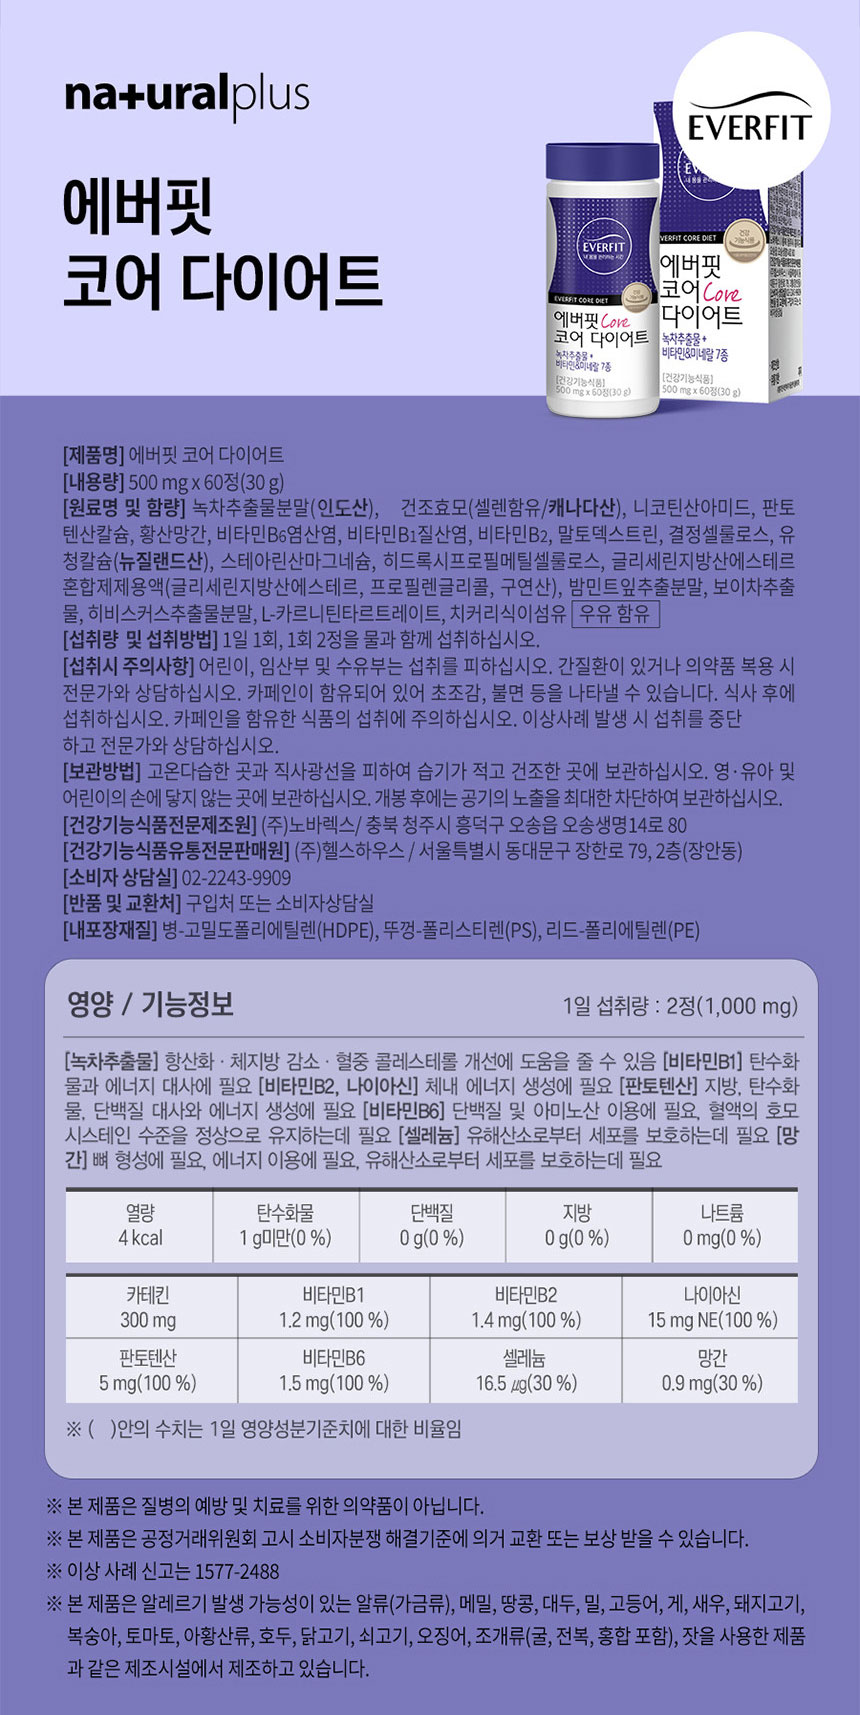 naturalplus
EVERFIT
에버핏
코어 다이어트
EVERFIT
내 몸을 관리하는 시간
EVERFIT CORE DIET
에버핏 Core
코어 다이어트
녹차추출물 +
비타민&미네랄 7종
[건강기능식품]
500 mg x 60정(30 g)
VERFIT CORE DIET
건강
기능식품
에버핏
코어 Core
다이어트
녹차추출물 +
비타민&미네랄 7종
[건강기능식품]
500 mg x 60정(30 g)
[제품명] 에버핏 코어 다이어트
[내용량] 500 mg x 60정(30 g)
[원료명 및 함량] 녹차추출물분말(인도산), 건조효모(셀렌함유/캐나다산), 니코틴산아미드, 판토
텐산칼슘, 황산망간, 비타민B6염산염, 비타민B1질산염, 비타민B2, 말토덱스트린, 결정셀룰로스, 유
청칼슘(뉴질랜드산), 스테아린산마그네슘, 히드록시프로필메틸셀룰로스, 글리세린지방산에스테르
혼합제제용액(글리세린지방산에스테르, 프로필렌글리콜, 구연산), 밤민트잎추출분말, 보이차추출
물, 히비스커스추출물분말, L-카르니틴타르트레이트, 치커리식이섬유 우유 함유
[섭취량 및 섭취방법] 1일 1회, 1회 2정을 물과 함께 섭취하십시오.
[섭취시 주의사항] 어린이, 임산부 및 수유부는 섭취를 피하십시오. 간질환이 있거나 의약품 복용 시
전문가와 상담하십시오. 카페인이 함유되어 있어 초조감, 불면 등을 나타낼 수 있습니다. 식사 후에
섭취하십시오. 카페인을 함유한 식품의 섭취에 주의하십시오. 이상사례 발생 시 섭취를 중단
하고 전문가와 상담하십시오.
[보관방법] 고온다습한 곳과 직사광선을 피하여 습기가 적고 건조한 곳에 보관하십시오. 영·유아 및
어린이의 손에 닿지 않는 곳에 보관하십시오. 개봉 후에는 공기의 노출을 최대한 차단하여 보관하십시오.
[건강기능식품전문제조원] (주)노바렉스/ 충북 청주시 흥덕구 오송읍 오송생명14로 80
[건강기능식품유통전문판매원] (주)헬스하우스 / 서울특별시 동대문구 장한로 79, 2층(장안동)
[소비자 상담실] 02-2243-9909
[반품 및 교환처] 구입처 또는 소비자상담실
[내포장재질] 병-고밀도폴리에틸렌(HDPE), 뚜껑-폴리스티렌(PS), 리드-폴리에틸렌(PE)
영양 / 기능정보
1일 섭취량 : 2정(1,000 mg)
[녹차추출물] 항산화 · 체지방 감소 · 혈중 콜레스테롤 개선에 도움을 줄 수 있음 [비타민B1] 탄수화
물과 에너지 대사에 필요 [비타민B2, 나이아신] 체내 에너지 생성에 필요 [판토텐산] 지방, 탄수화
물, 단백질 대사와 에너지 생성에 필요 [비타민B6] 단백질 및 아미노산 이용에 필요, 혈액의 호모
시스테인 수준을 정상으로 유지하는데 필요 [셀레늄] 유해산소로부터 세포를 보호하는데 필요 [망
간] 뼈 형성에 필요, 에너지 이용에 필요, 유해산소로부터 세포를 보호하는데 필요
열량 탄수화물 단백질 지방 나트륨
4 kcal 1 g미만(0 %) 0 g(0 %) 0 g(0 %) 0 mg(0 %)
카테킨 비타민B1 비타민B2 나이아신
300 mg 1.2 mg(100 %) 1.4 mg(100 %) 15 mg NE(100 %)
판토텐산 비타민B6 셀레늄 망간
5 mg(100 %) 1.5 mg(100 %) 16.5 ㎍(30 %) 0.9 mg(30 %)
※ ( )안의 수치는 1일 영양성분기준치에 대한 비율임
※ 본 제품은 질병의 예방 및 치료를 위한 의약품이 아닙니다.
※ 본 제품은 공정거래위원회 고시 소비자분쟁 해결기준에 의거 교환 또는 보상 받을 수 있습니다.
※ 이상 사례 신고는 1577-2488
※ 본 제품은 알레르기 발생 가능성이 있는 알류(가금류), 메밀, 땅콩, 대두, 밀, 고등어, 게, 새우, 돼지고기,
복숭아, 토마토, 아황산류, 호두, 닭고기, 쇠고기, 오징어, 조개류(굴, 전복, 홍합 포함), 잣을 사용한 제품
과 같은 제조시설에서 제조하고 있습니다.